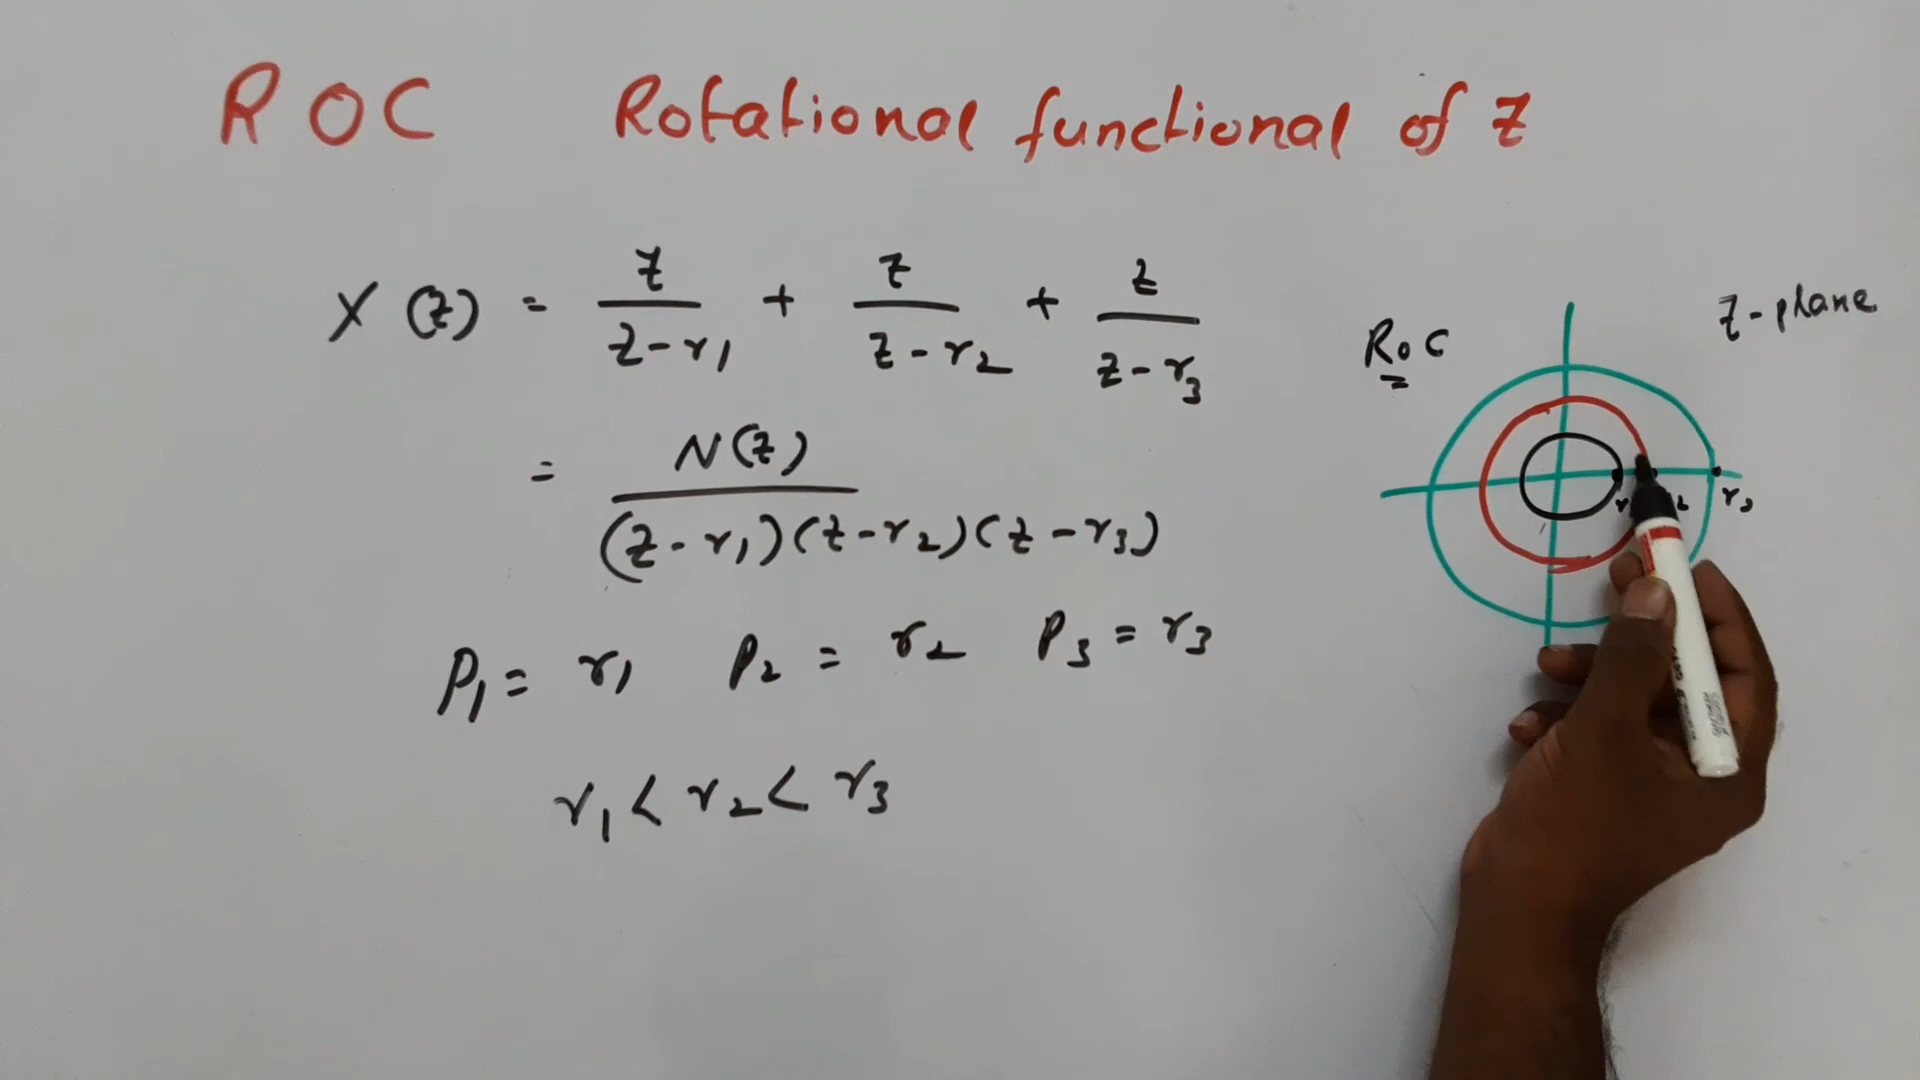 ROC Rotational functional of Z
X(z) = z/(z-r1) + z/(z-r2) + z/(z-r3)
= N(z)/((z-r1)(z-r2)(z-r3))
P1 = r1 P2 = r2 P3 = r3
r1 < r2 < r3
ROC
Z-plane
r3